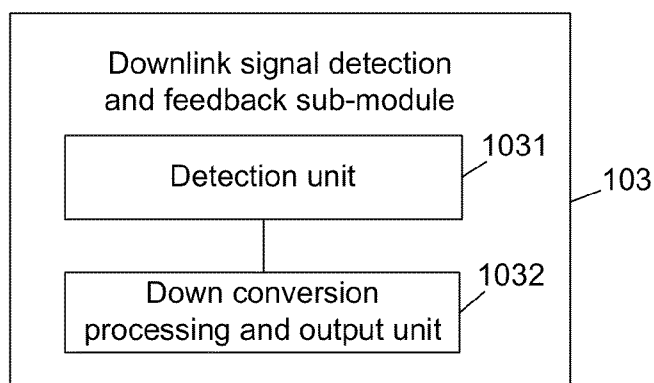 Downlink signal detection
and feedback sub-module
1031
Detection unit
103
1032
Down conversion
processing and output unit